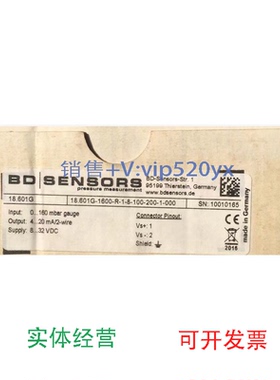 BD SENSORS
pressure measurement
BD-Sensors-Str. 1
95199 Thierstein, Germany
销售+V:vip520yx
18.601G
18.601G-1600-R-1-8-100-200-1-000
SN: 10010165
Input: 0...160 mbar gauge
Output: 4...20 mA/2-wire
Supply: 8...32 VDC
Connector Pinout:
Vs+: 1
Vs-: 2
Shield:
CE
2016
made in Germany
实体经营
可开发票